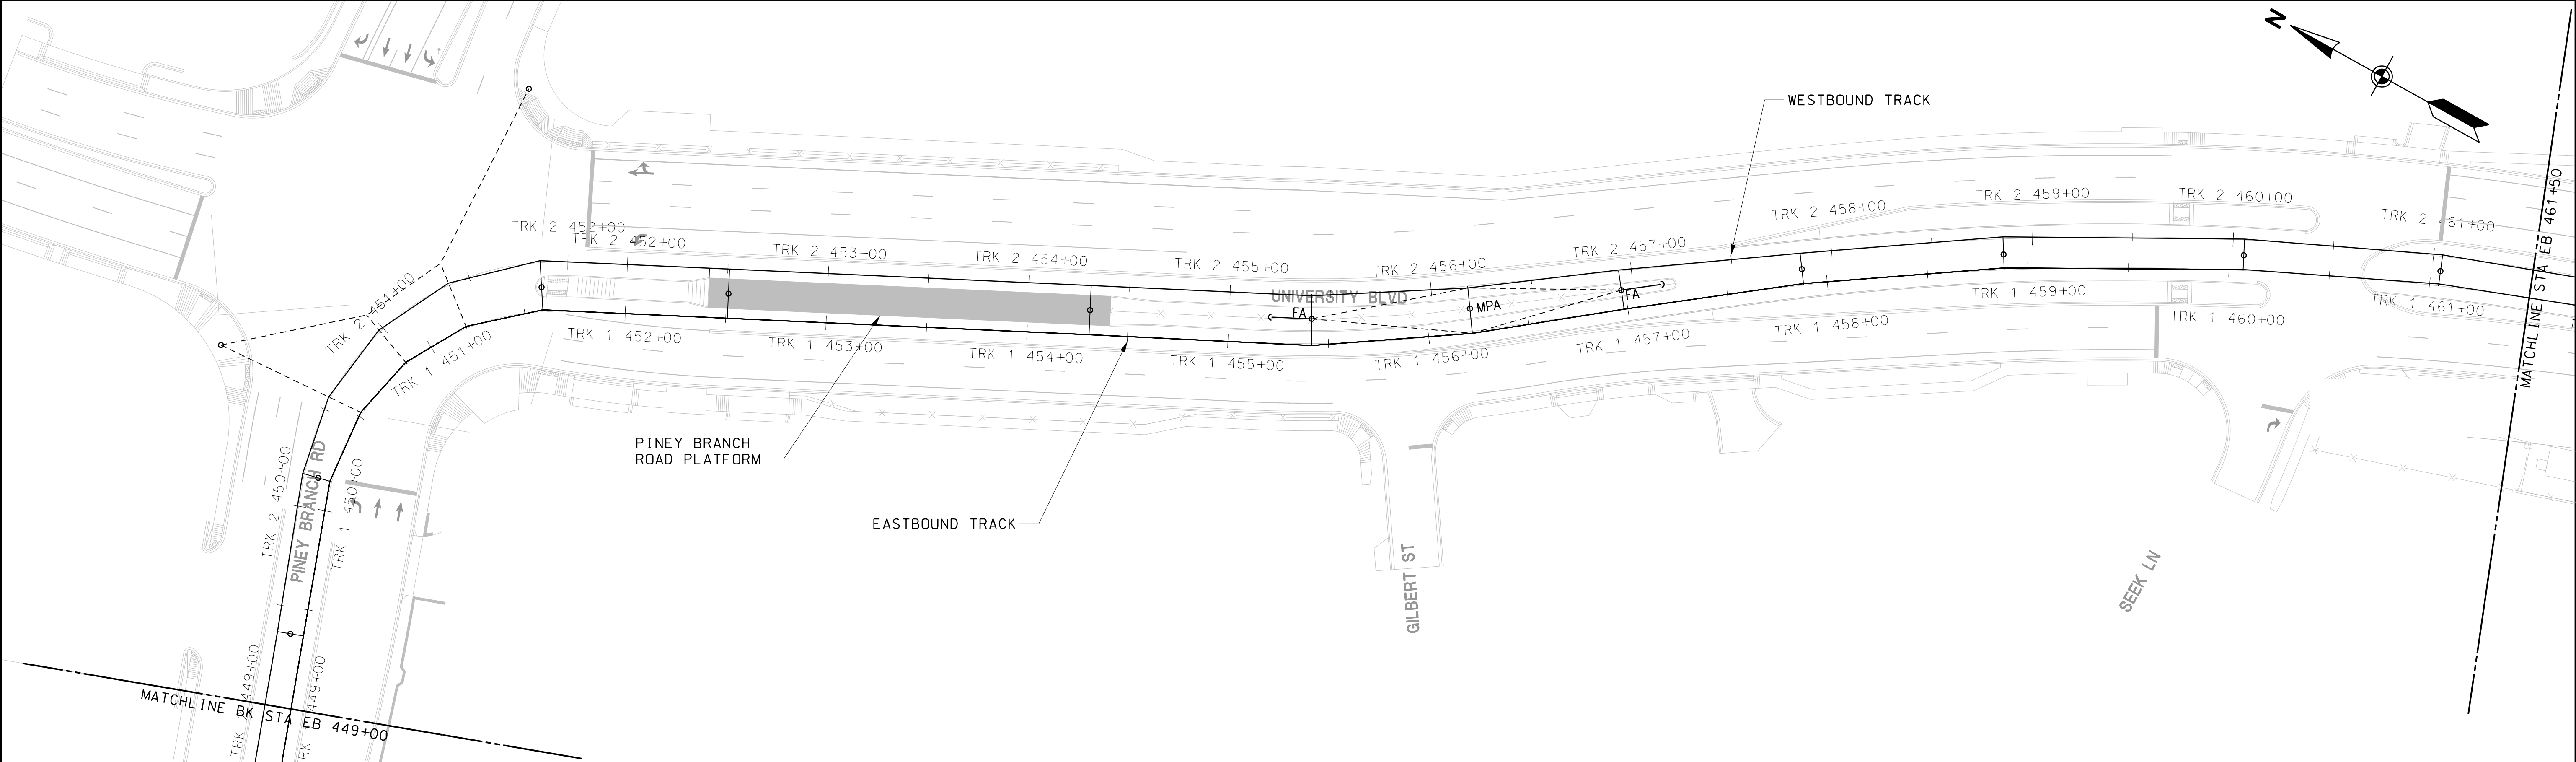 N
WESTBOUND TRACK
MATCHLINE STA EB 461+50
TRK 2 452+00
TRK 2 452+00
TRK 2 453+00
TRK 2 454+00
TRK 2 455+00
TRK 2 456+00
TRK 2 457+00
TRK 2 458+00
TRK 2 459+00
TRK 2 460+00
TRK 2 461+00
TRK 2 451+00
UNIVERSITY BLVD
FA
MPA
FA
TRK 1 451+00
TRK 1 452+00
TRK 1 453+00
TRK 1 454+00
TRK 1 455+00
TRK 1 456+00
TRK 1 457+00
TRK 1 458+00
TRK 1 459+00
TRK 1 460+00
TRK 1 461+00
PINEY BRANCH
ROAD PLATFORM
EASTBOUND TRACK
TRK 2 450+00
PINEY BRANCH RD
TRK 1 450+00
GILBERT ST
SEEK LN
TRK 449+00
TRK 449+00
MATCHLINE BK STA EB 449+00